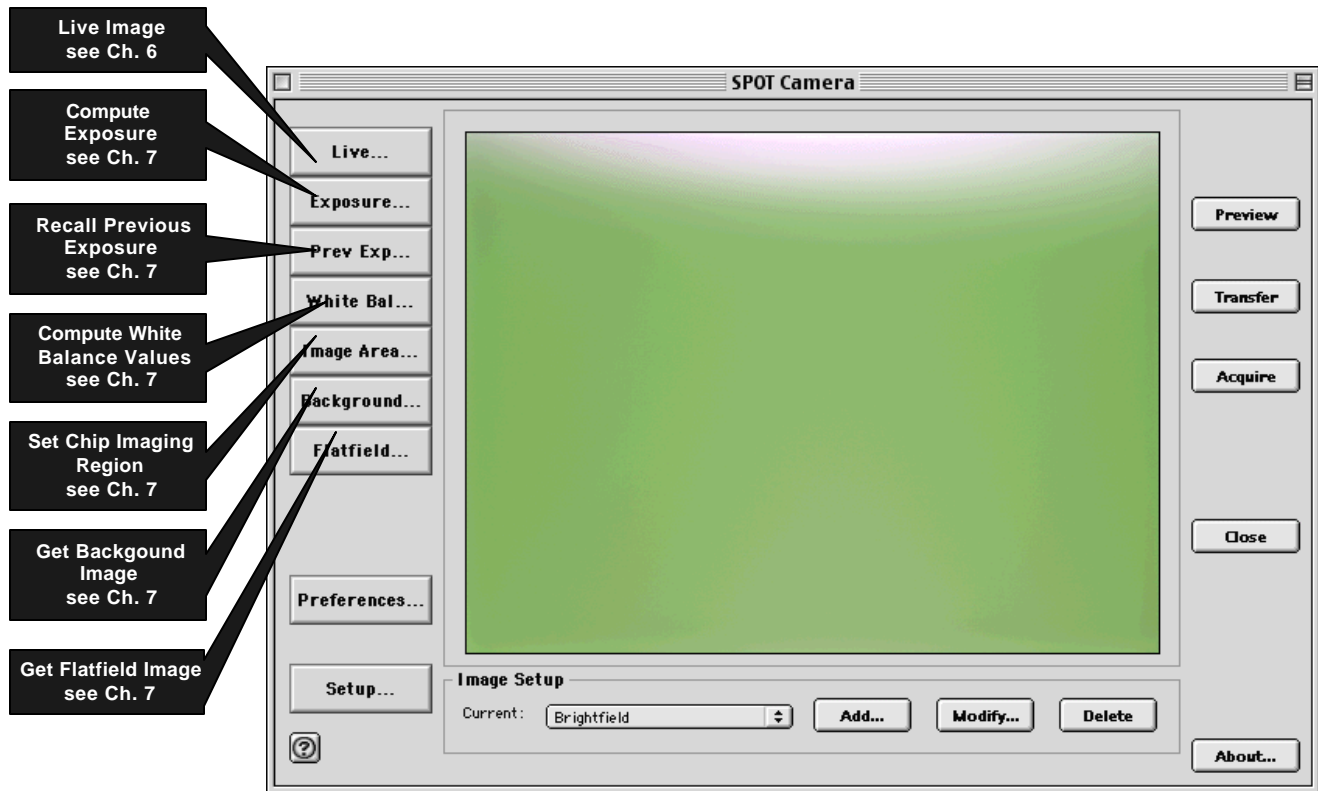 Live Image
see Ch. 6
Compute
Exposure
see Ch. 7
Recall Previous
Exposure
see Ch. 7
Compute White
Balance Values
see Ch. 7
Set Chip Imaging
Region
see Ch. 7
Get Backgound
Image
see Ch. 7
Get Flatfield Image
see Ch. 7
SPOT Camera
Live...
Exposure...
Prev Exp...
White Bal...
Image Area...
Background...
Flatfield...
Preferences...
Setup...
?
Image Setup
Current:
Brightfield
Add...
Modify...
Delete
Preview
Transfer
Acquire
Close
About...